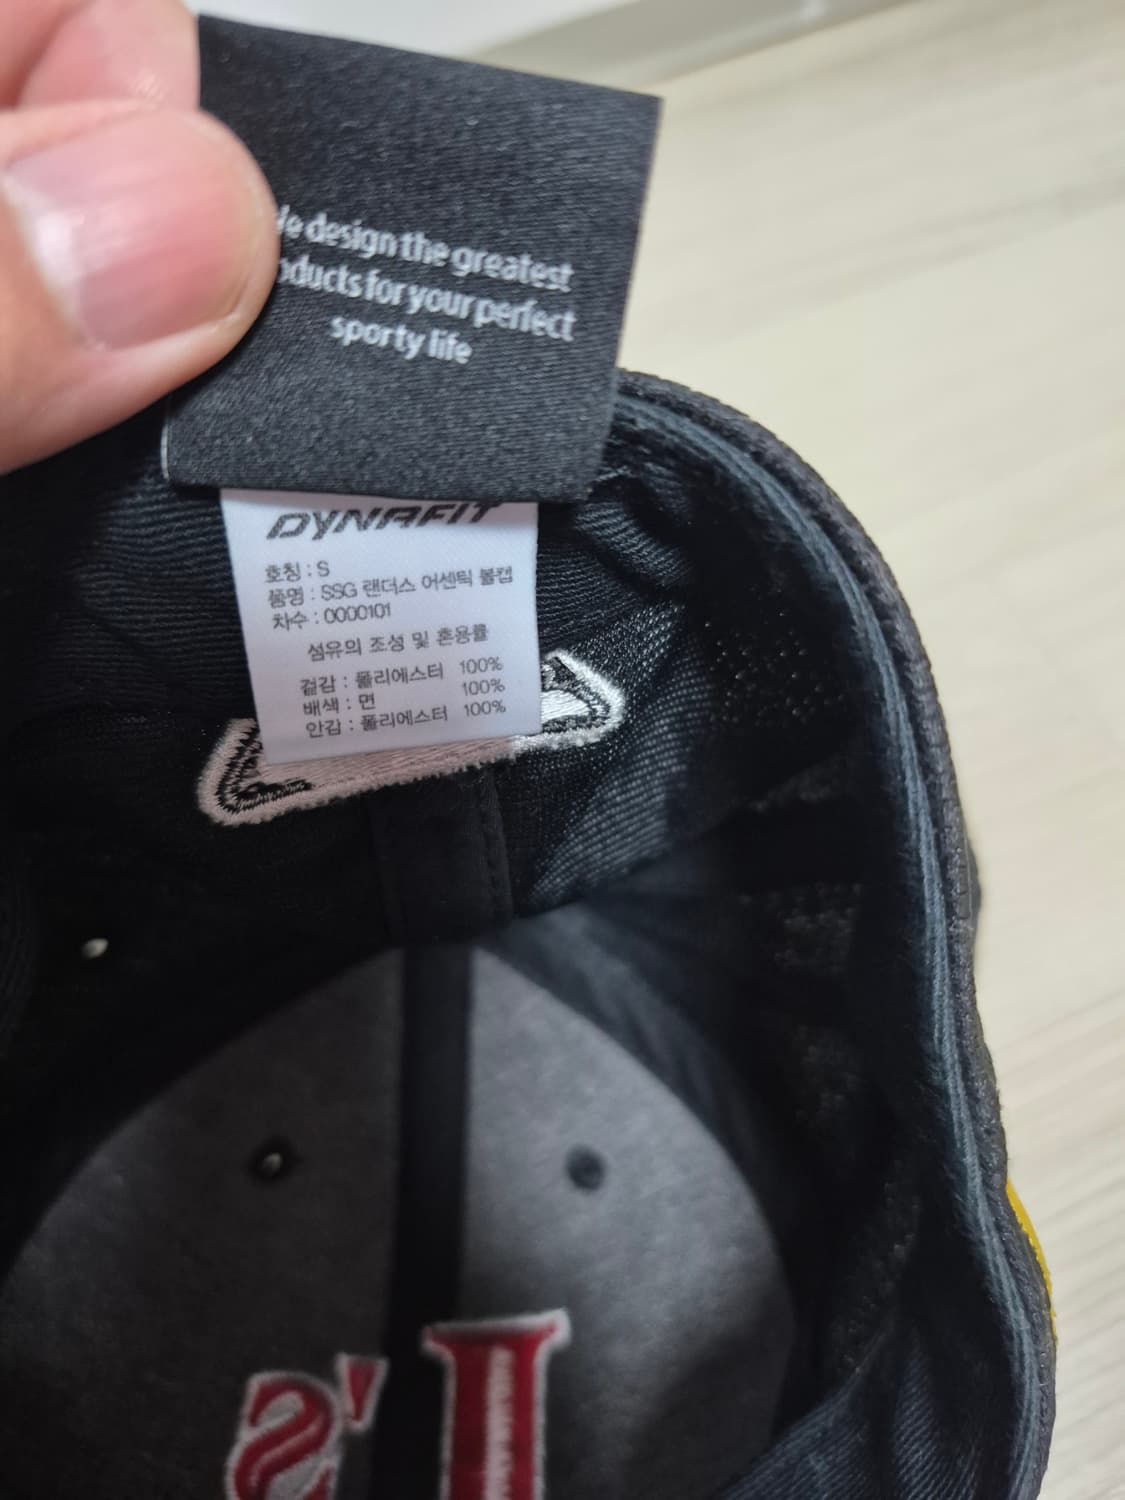 design the greatest
for your perfect
sporty life
DYNAFIT
호칭 : S
품명 : SSG 랜더스 어센틱 볼캡
차수 : 0000101
섬유의 조성 및 혼용률
겉감 : 폴리에스터 100%
배색 : 면 100%
안감 : 폴리에스터 100%